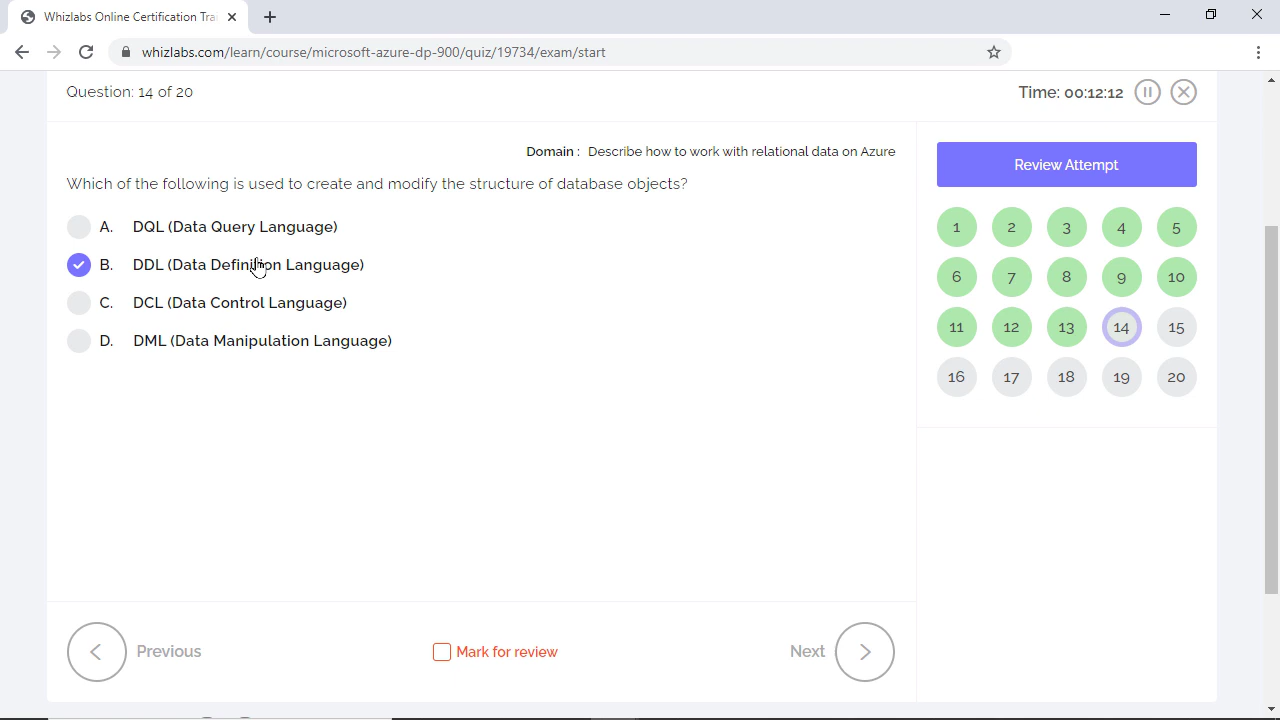 Whizlabs Online Certification Tra
whizlabs.com/learn/course/microsoft-azure-dp-900/quiz/19734/exam/start
Question: 14 of 20
Time: 00:12:12
Domain : Describe how to work with relational data on Azure
Which of the following is used to create and modify the structure of database objects?
A. DQL (Data Query Language)
B. DDL (Data Definition Language)
C. DCL (Data Control Language)
D. DML (Data Manipulation Language)
Review Attempt
1 2 3 4 5
6 7 8 9 10
11 12 13 14 15
16 17 18 19 20
Previous
Mark for review
Next